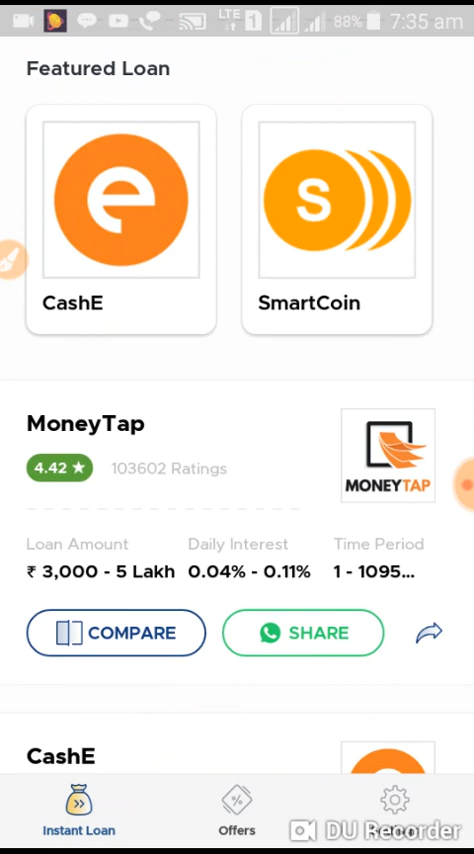 LTE 1 88% 7:35 am
Featured Loan
e
S
CashE
SmartCoin
MoneyTap
4.42 ★ 103602 Ratings
MONEYTAP
Loan Amount Daily Interest Time Period
₹ 3,000 - 5 Lakh 0.04% - 0.11% 1 - 1095...
COMPARE SHARE
CashE
Instant Loan Offers
DU Recorder